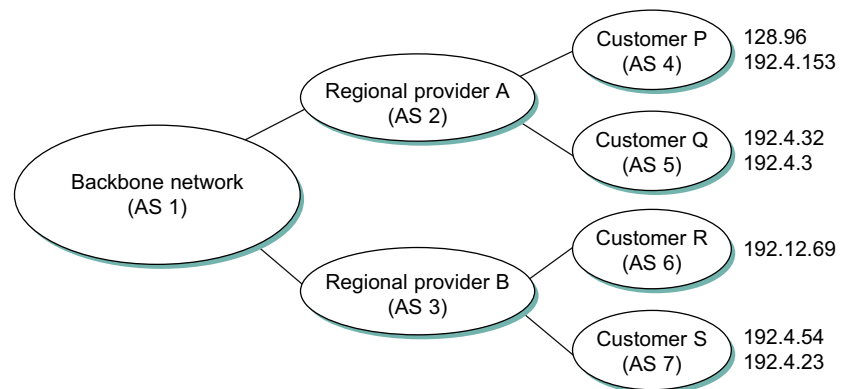 Backbone network
(AS 1)
Regional provider A
(AS 2)
Regional provider B
(AS 3)
Customer P
(AS 4)
128.96
192.4.153
Customer Q
(AS 5)
192.4.32
192.4.3
Customer R
(AS 6)
192.12.69
Customer S
(AS 7)
192.4.54
192.4.23